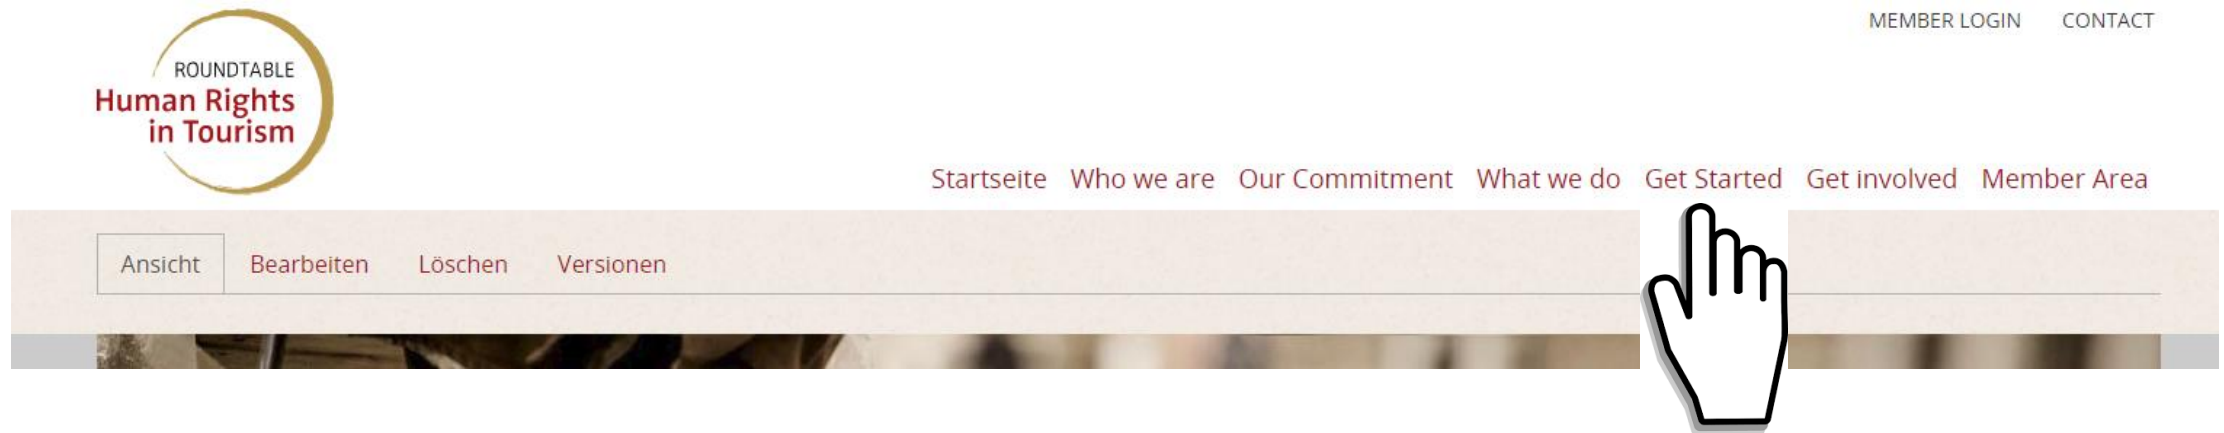 MEMBER LOGIN CONTACT
ROUNDTABLE
Human Rights
in Tourism
Startseite Who we are Our Commitment What we do Get Started Get involved Member Area
Ansicht Bearbeiten Löschen Versionen